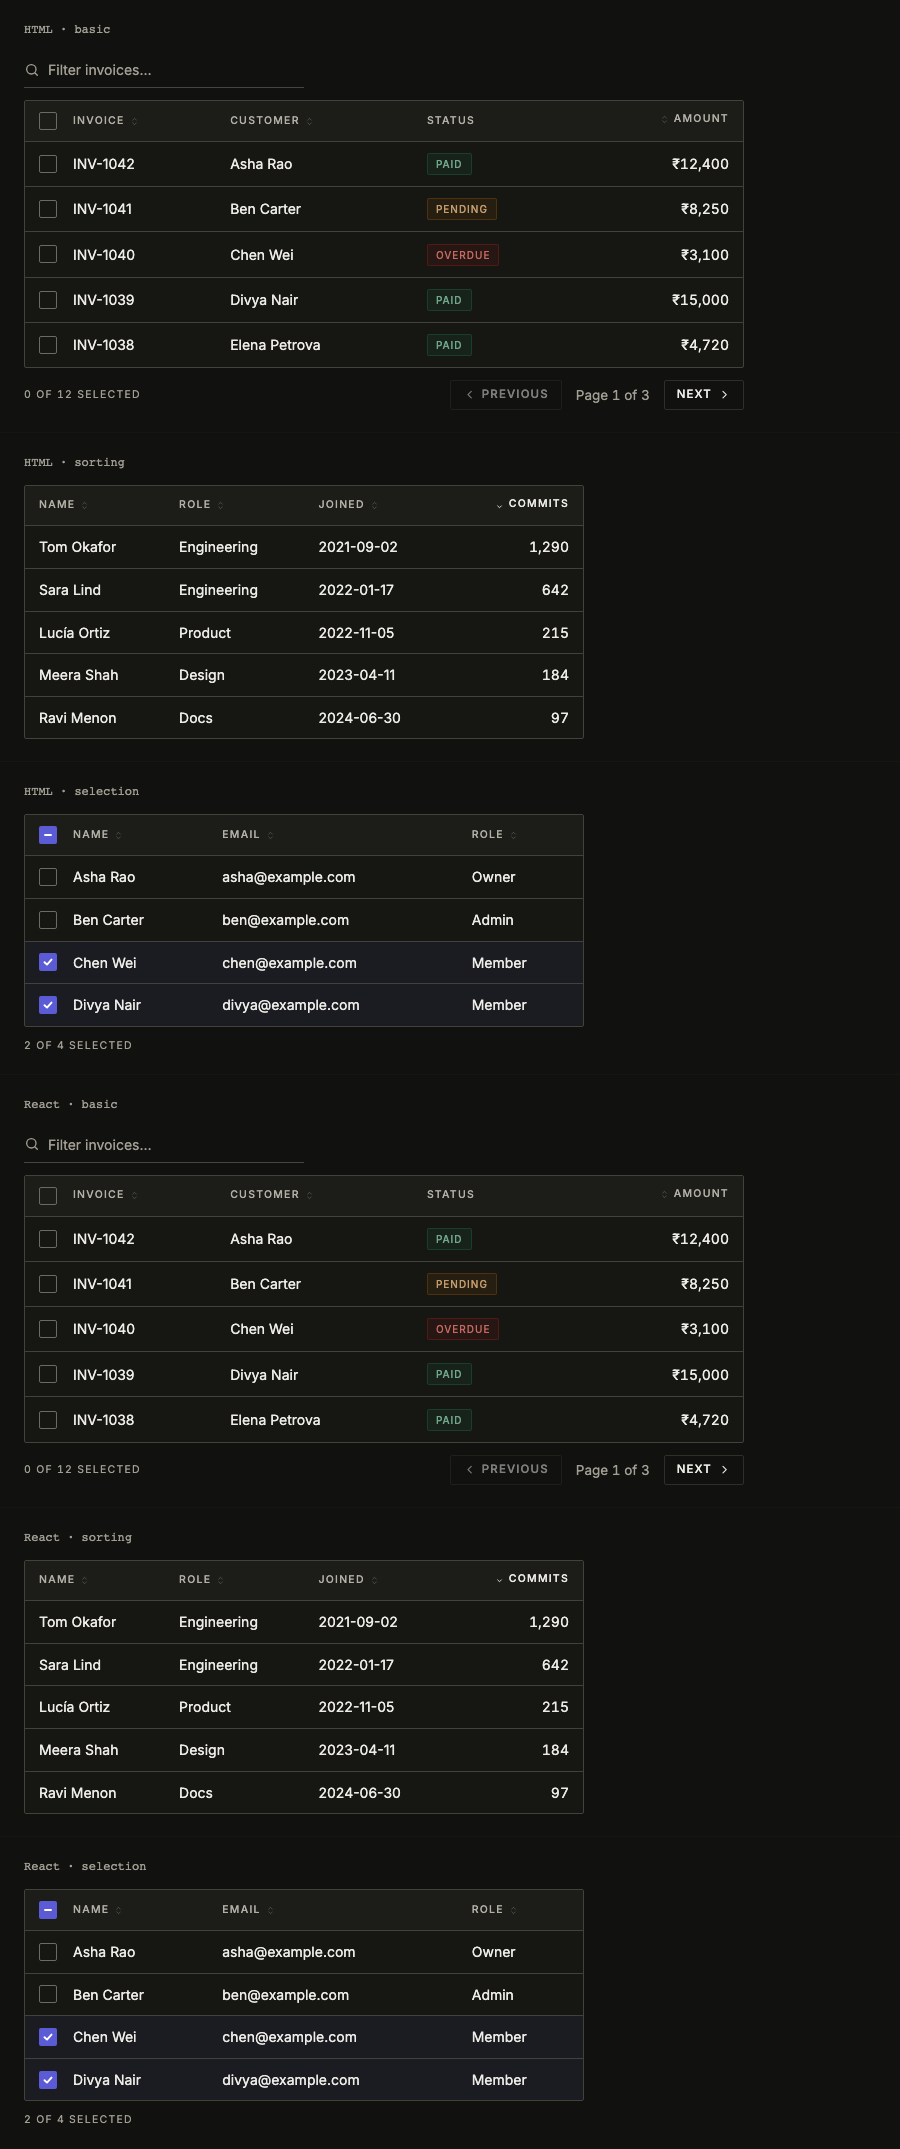 HTML • basic
Filter invoices...
INVOICE CUSTOMER STATUS AMOUNT
INV-1042 Asha Rao PAID ₹12,400
INV-1041 Ben Carter PENDING ₹8,250
INV-1040 Chen Wei OVERDUE ₹3,100
INV-1039 Divya Nair PAID ₹15,000
INV-1038 Elena Petrova PAID ₹4,720
0 OF 12 SELECTED PREVIOUS Page 1 of 3 NEXT
HTML • sorting
NAME ROLE JOINED COMMITS
Tom Okafor Engineering 2021-09-02 1,290
Sara Lind Engineering 2022-01-17 642
Lucía Ortiz Product 2022-11-05 215
Meera Shah Design 2023-04-11 184
Ravi Menon Docs 2024-06-30 97
HTML • selection
NAME EMAIL ROLE
Asha Rao asha@example.com Owner
Ben Carter ben@example.com Admin
Chen Wei chen@example.com Member
Divya Nair divya@example.com Member
2 OF 4 SELECTED
React • basic
Filter invoices...
INVOICE CUSTOMER STATUS AMOUNT
INV-1042 Asha Rao PAID ₹12,400
INV-1041 Ben Carter PENDING ₹8,250
INV-1040 Chen Wei OVERDUE ₹3,100
INV-1039 Divya Nair PAID ₹15,000
INV-1038 Elena Petrova PAID ₹4,720
0 OF 12 SELECTED PREVIOUS Page 1 of 3 NEXT
React • sorting
NAME ROLE JOINED COMMITS
Tom Okafor Engineering 2021-09-02 1,290
Sara Lind Engineering 2022-01-17 642
Lucía Ortiz Product 2022-11-05 215
Meera Shah Design 2023-04-11 184
Ravi Menon Docs 2024-06-30 97
React • selection
NAME EMAIL ROLE
Asha Rao asha@example.com Owner
Ben Carter ben@example.com Admin
Chen Wei chen@example.com Member
Divya Nair divya@example.com Member
2 OF 4 SELECTED